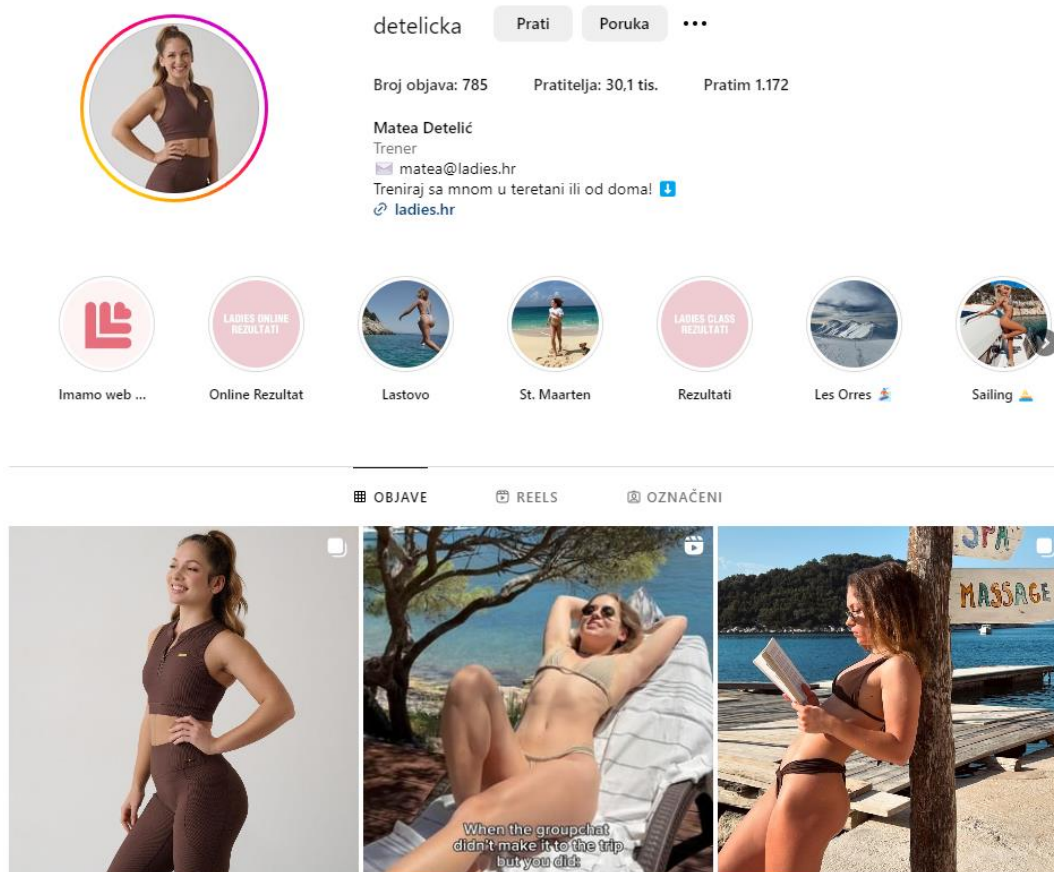 detelicka Prati Poruka
Broj objava: 785 Pratitelja: 30,1 tis. Pratim 1.172
Matea Detelić
Trener
matea@ladies.hr
Treniraj sa mnom u teretani ili od doma!
ladies.hr
LADIES ONLINE
REZULTATI
LADIES CLASS
REZULTATI
Imamo web ... Online Rezultat Lastovo St. Maarten Rezultati Les Orres Sailing
OBJAVE REELS OZNAČENI
SPA
MASSAGE
When the groupchat
didn't make it to the trip
but you did: